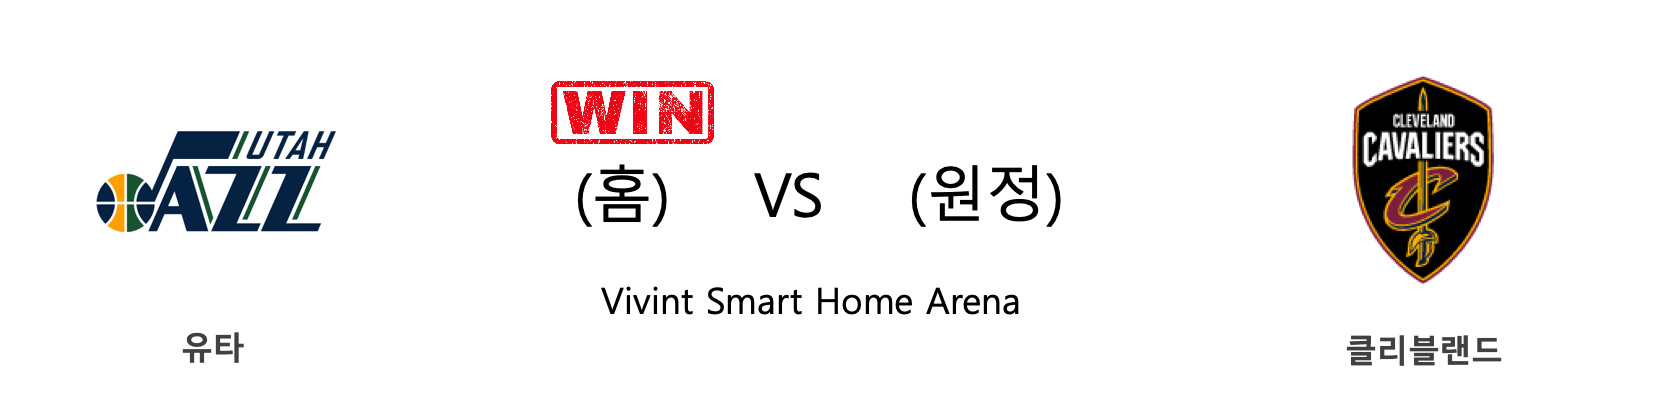 WIN
UTAH
JAZZ
CLEVELAND
CAVALIERS
C
(홈) VS (원정)
Vivint Smart Home Arena
유타
클리블랜드